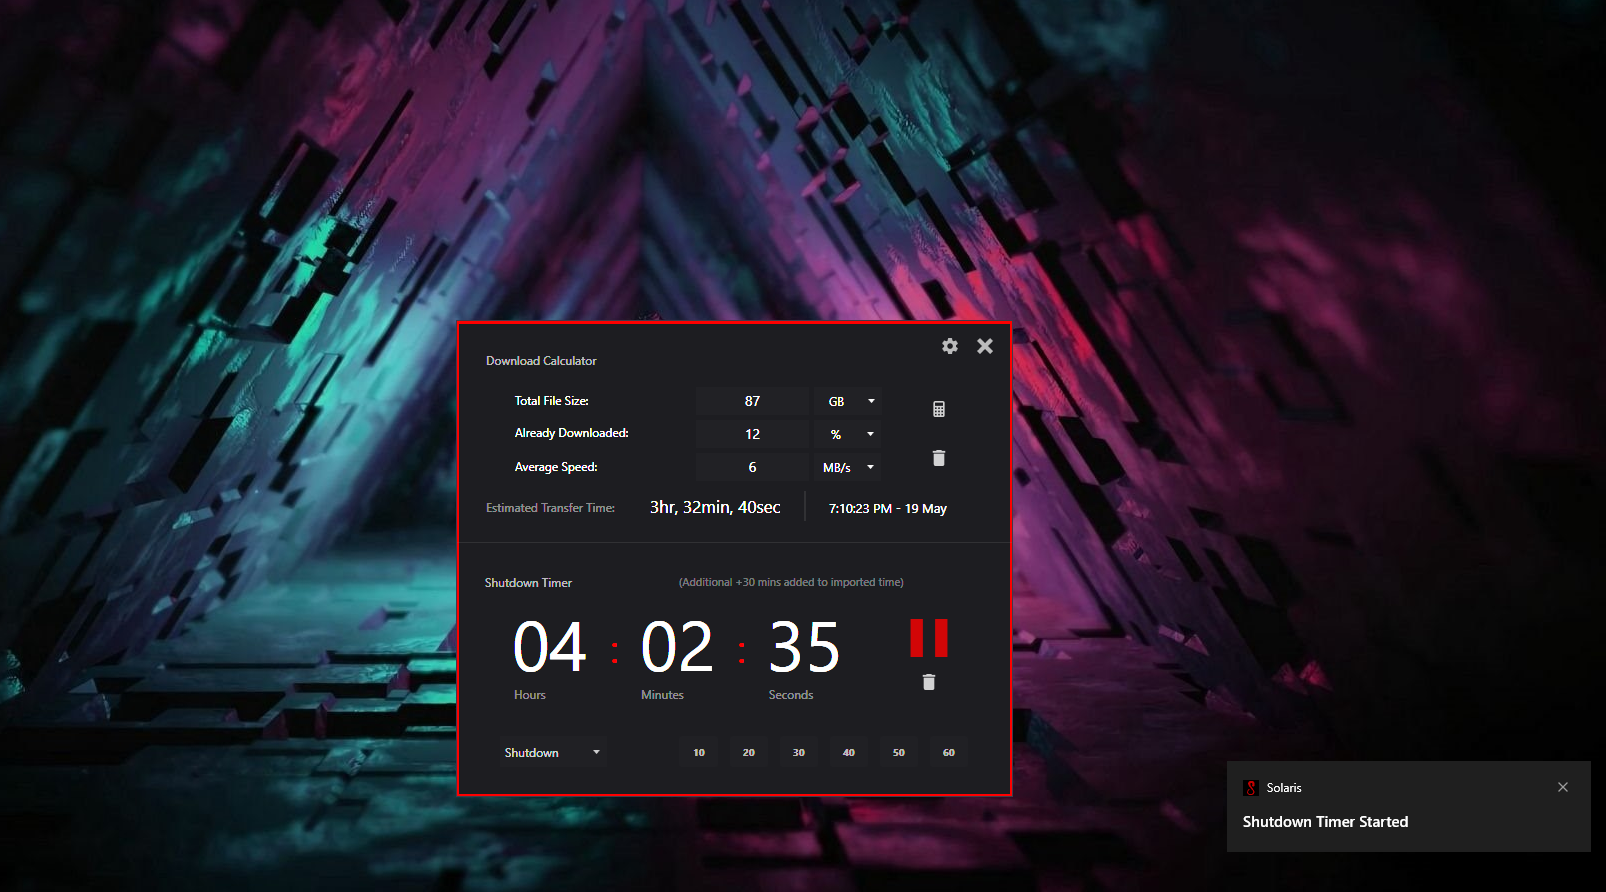 Download Calculator
Total File Size: 87 GB
Already Downloaded: 12 %
Average Speed: 6 MB/s
Estimated Transfer Time: 3hr, 32min, 40sec 7:10:23 PM - 19 May
Shutdown Timer (Additional +30 mins added to imported time)
04 : 02 : 35
Hours Minutes Seconds
Shutdown 10 20 30 40 50 60
Solaris
Shutdown Timer Started